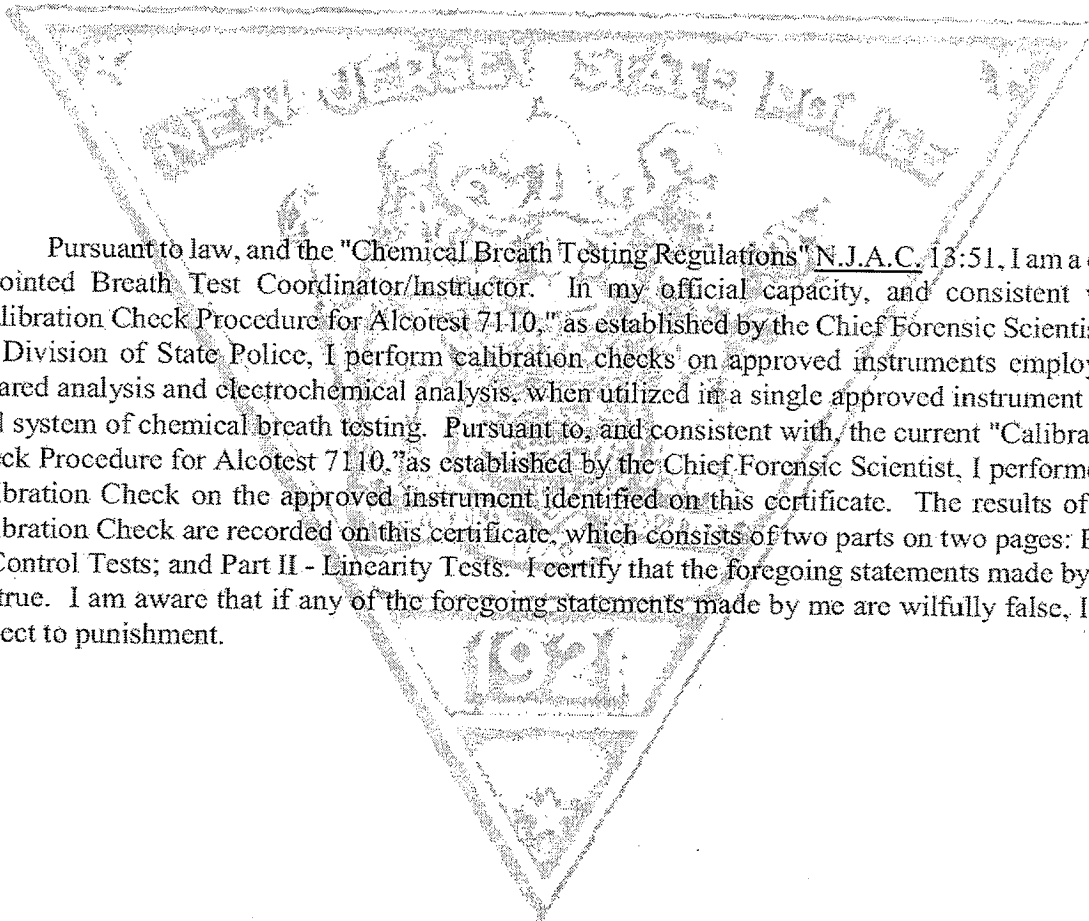 NEW JERSEY STATE POLICE
Pursuant to law, and the "Chemical Breath Testing Regulations" N.J.A.C. 13:51, I am a
ointed Breath Test Coordinator/Instructor. In my official capacity, and consistent
libration Check Procedure for Alcotest 7110," as established by the Chief Forensic Scientis
Division of State Police, I perform calibration checks on approved instruments employ
ared analysis and electrochemical analysis, when utilized in a single approved instrument
l system of chemical breath testing. Pursuant to, and consistent with, the current "Calibra
ck Procedure for Alcotest 7110," as established by the Chief Forensic Scientist, I performe
ibration Check on the approved instrument identified on this certificate. The results of
ibration Check are recorded on this certificate, which consists of two parts on two pages:
Control Tests; and Part II - Linearity Tests. I certify that the foregoing statements made by
true. I am aware that if any of the foregoing statements made by me are wilfully false, I
ect to punishment.
1921